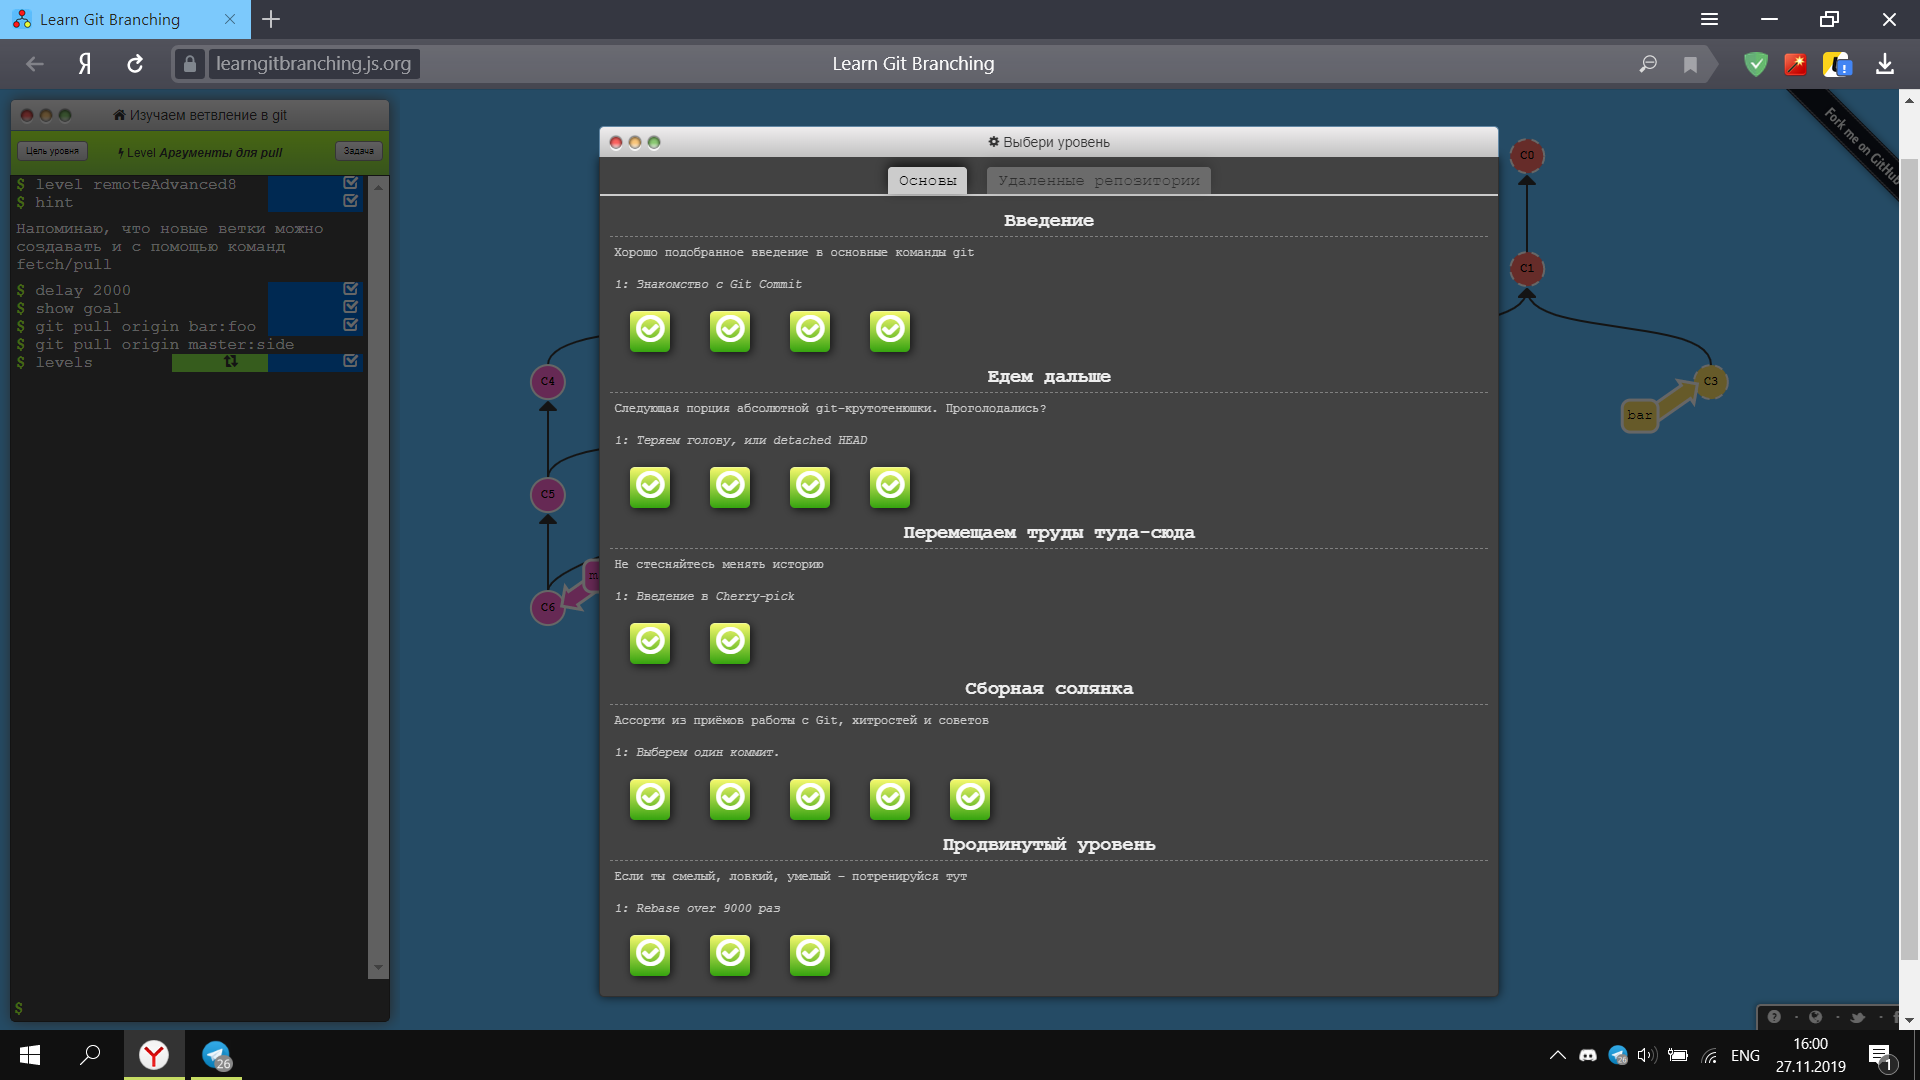 Learn Git Branching
Я
learngitbranching.js.org
Learn Git Branching
Изучаем ветвление в git
Цель уровня
Level Аргументы для pull
Задача
$ level remoteAdvanced8
$ hint
Напоминаю, что новые ветки можно
создавать и с помощью команд
fetch/pull
$ delay 2000
$ show goal
$ git pull origin bar:foo
$ git pull origin master:side
$ levels
$
C4
C5
C6
m
Выбери уровень
Основы
Удаленные репозитории
Введение
Хорошо подобранное введение в основные команды git
1: Знакомство с Git Commit
Едем дальше
Следующая порция абсолютной git-крутотенюшки. Проголодались?
1: Теряем голову, или detached HEAD
Перемещаем труды туда-сюда
Не стесняйтесь менять историю
1: Введение в Cherry-pick
Сборная солянка
Ассорти из приёмов работы с Git, хитростей и советов
1: Выберем один коммит.
Продвинутый уровень
Если ты смелый, ловкий, умелый - потренируйся тут
1: Rebase over 9000 раз
C0
C1
C3
bar
Fork me on GitHub
26
26
ENG
16:00
27.11.2019
1